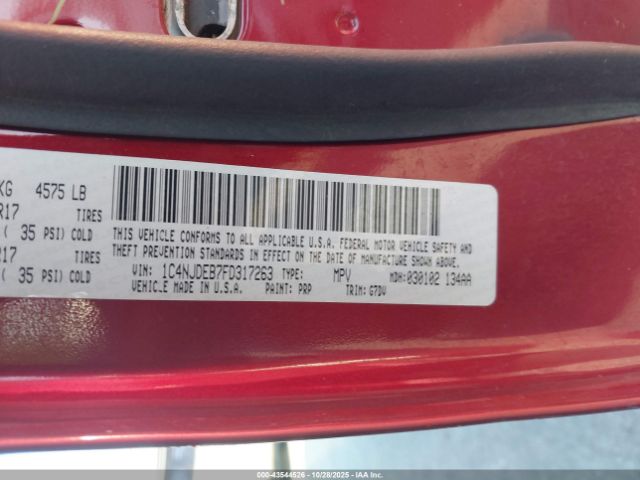 KG 4575 LB
R17 TIRES
( 35 PSI) COLD
R17 TIRES
( 35 PSI) COLD
THIS VEHICLE CONFORMS TO ALL APPLICABLE U.S.A. FEDERAL MOTOR VEHICLE SAFETY AND
THEFT PREVENTION STANDARDS IN EFFECT ON THE DATE OF MANUFACTURE SHOWN ABOVE.
VIN: 1C4NJDEB7FD317263 TYPE: MPV MDH: 030102 134AA
VEHICLE MADE IN U.S.A. PAINT: PRP TRIM: G7DV
000-43544526 - 10/28/2025 - IAA Inc.